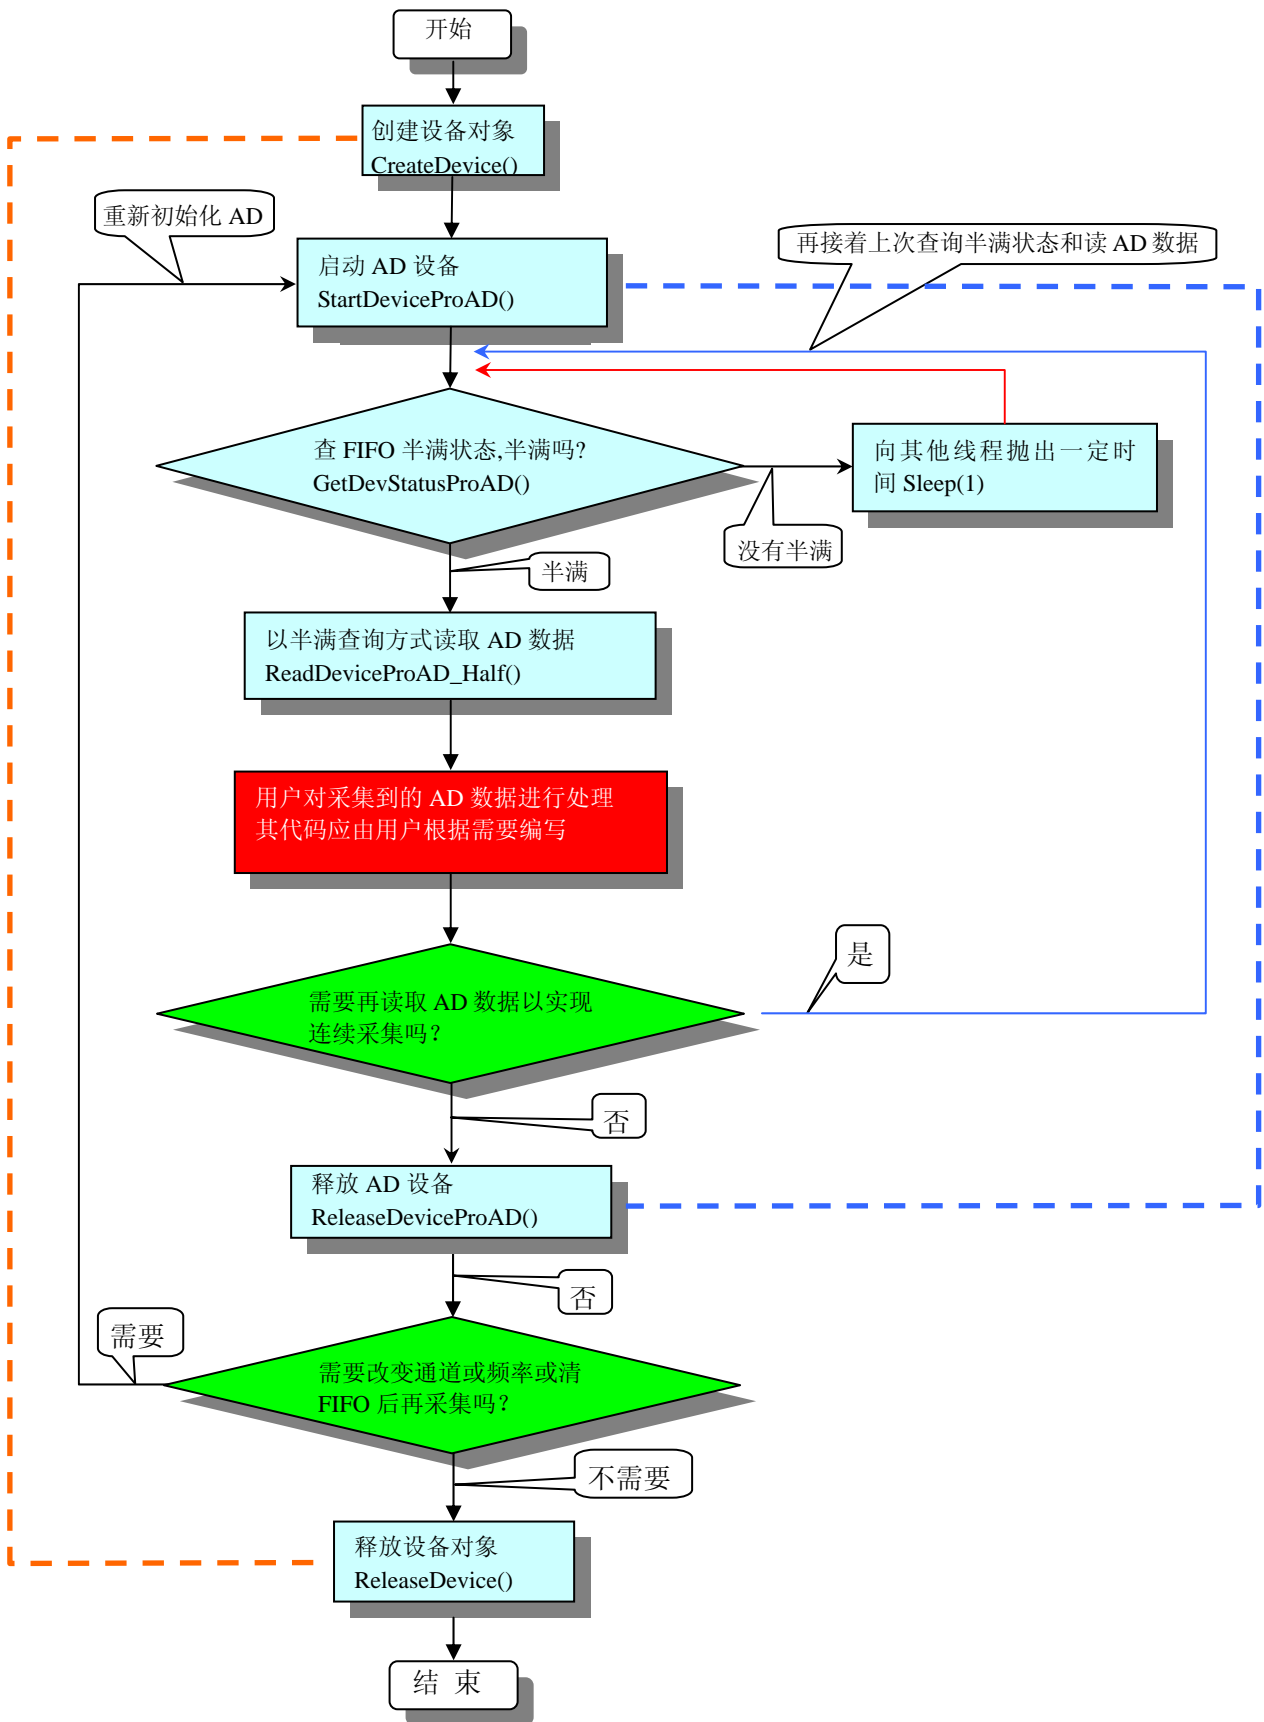 开始
创建设备对象
CreateDevice()
重新初始化 AD
再接着上次查询半满状态和读 AD 数据
启动 AD 设备
StartDeviceProAD()
查 FIFO 半满状态,半满吗?
GetDevStatusProAD()
向其他线程抛出一定时
间 Sleep(1)
没有半满
半满
以半满查询方式读取 AD 数据
ReadDeviceProAD_Half()
用户对采集到的 AD 数据进行处理
其代码应由用户根据需要编写
是
需要再读取 AD 数据以实现
连续采集吗？
否
释放 AD 设备
ReleaseDeviceProAD()
否
需要
需要改变通道或频率或清
FIFO 后再采集吗？
不需要
释放设备对象
ReleaseDevice()
结 束